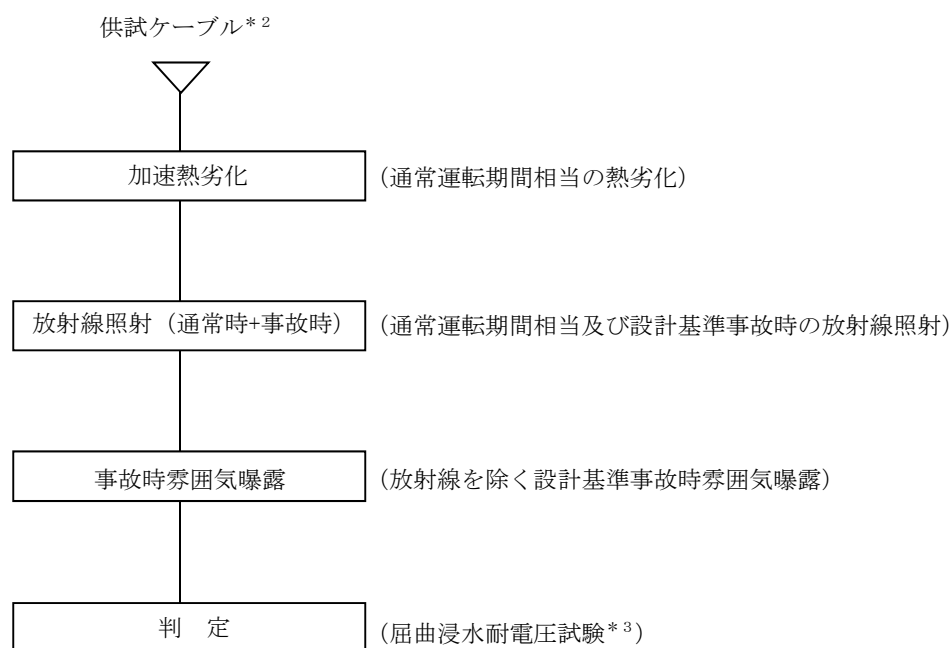 供試ケーブル*2
加速熱劣化 (通常運転期間相当の熱劣化)
放射線照射(通常時+事故時) (通常運転期間相当及び設計基準事故時の放射線照射)
事故時雰囲気曝露 (放射線を除く設計基準事故時雰囲気曝露)
判 定 (屈曲浸水耐電圧試験*3)